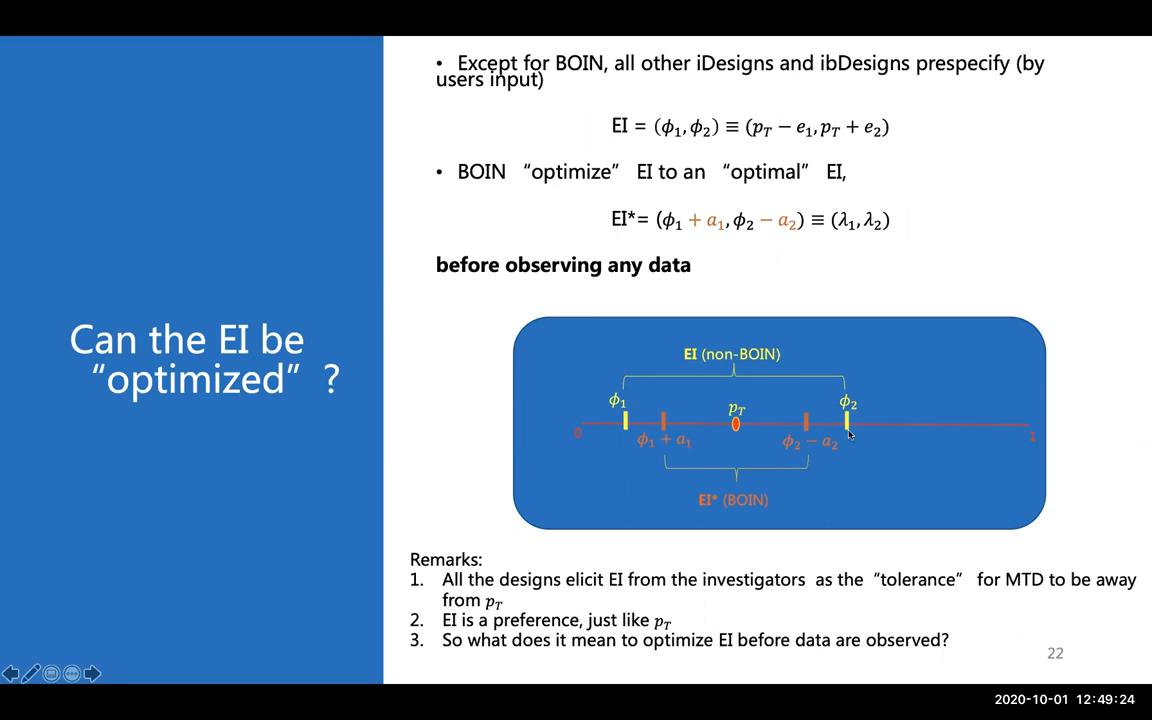 Can the EI be
“optimized” ?
• Except for BOIN, all other iDesigns and ibDesigns prespecify (by
users input)
EI = (ϕ₁, ϕ₂) ≡ (p_T − e₁, p_T + e₂)
• BOIN “optimize” EI to an “optimal” EI,
EI*= (ϕ₁ + a₁, ϕ₂ − a₂) ≡ (λ₁, λ₂)
before observing any data
EI (non-BOIN)
ϕ₁ p_T ϕ₂
0 ϕ₁ + a₁ ϕ₂ − a₂ 1
EI* (BOIN)
Remarks:
1. All the designs elicit EI from the investigators as the “tolerance” for MTD to be away
from p_T
2. EI is a preference, just like p_T
3. So what does it mean to optimize EI before data are observed?
22
2020-10-01 12:49:24